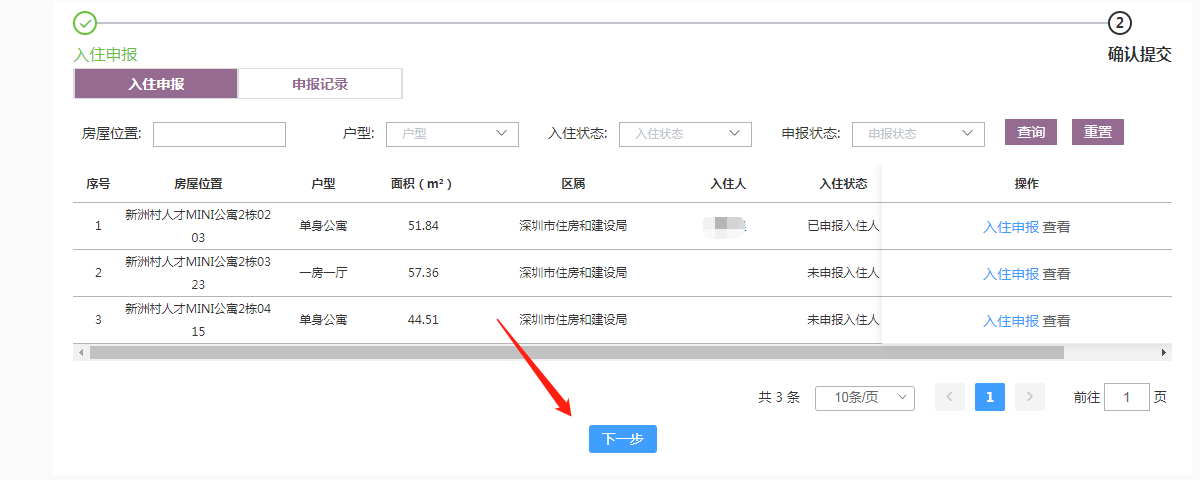 2
入住申报
确认提交
入住申报 申报记录
房屋位置: 户型: 户型 入住状态: 入住状态 申报状态: 申报状态 查询 重置
序号 房屋位置 户型 面积（m²） 区属 入住人 入住状态 操作
1 新洲村人才MINI公寓2栋02 单身公寓 51.84 深圳市住房和建设局 已申报入住人 入住申报 查看
03
2 新洲村人才MINI公寓2栋03 一房一厅 57.36 深圳市住房和建设局 未申报入住人 入住申报 查看
23
3 新洲村人才MINI公寓2栋04 单身公寓 44.51 深圳市住房和建设局 未申报入住人 入住申报 查看
15
共 3 条 10条/页 1 前往 1 页
下一步